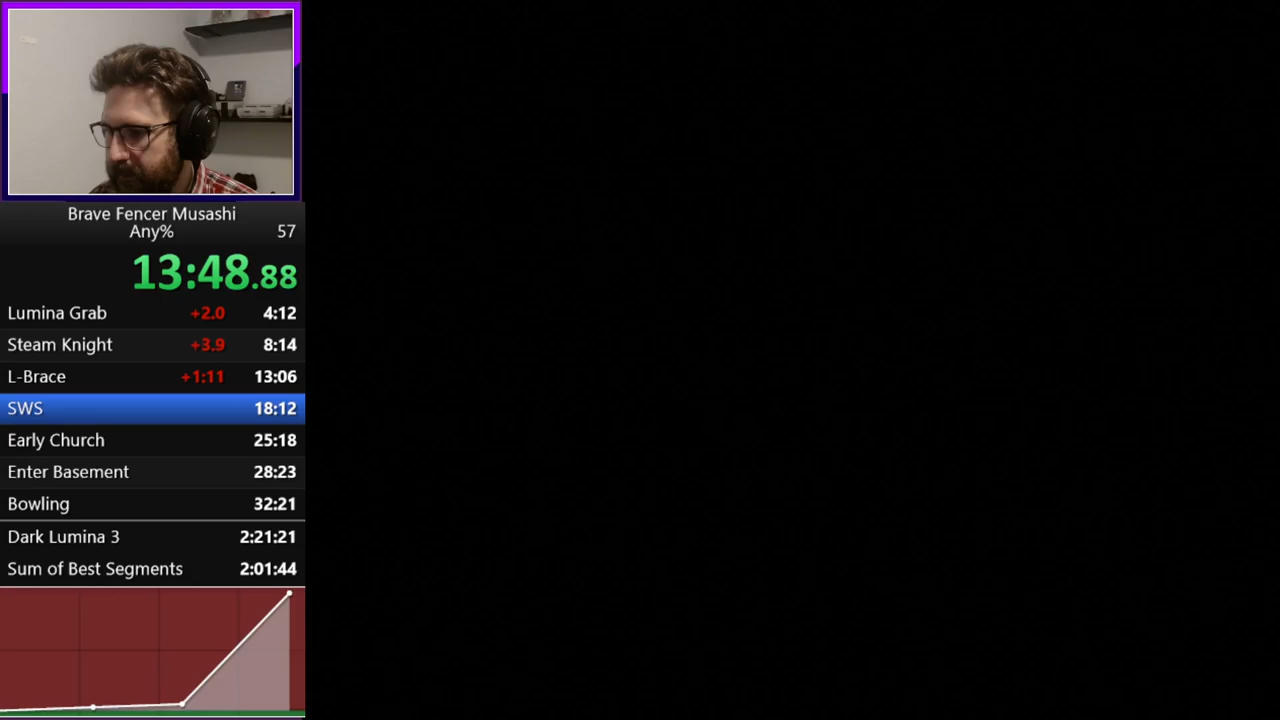 Brave Fencer Musashi
Any% 57
13:48.88
Lumina Grab +2.0 4:12
Steam Knight +3.9 8:14
L-Brace +1:11 13:06
SWS 18:12
Early Church 25:18
Enter Basement 28:23
Bowling 32:21
Dark Lumina 3 2:21:21
Sum of Best Segments 2:01:44